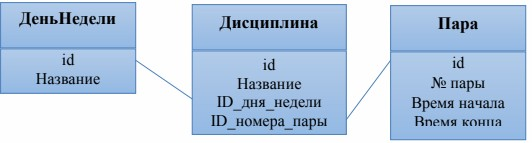 ДеньНедели
id
Название
Дисциплина
id
Название
ID_дня_недели
ID_номера_пары
Пара
id
№ пары
Время начала
Время конца